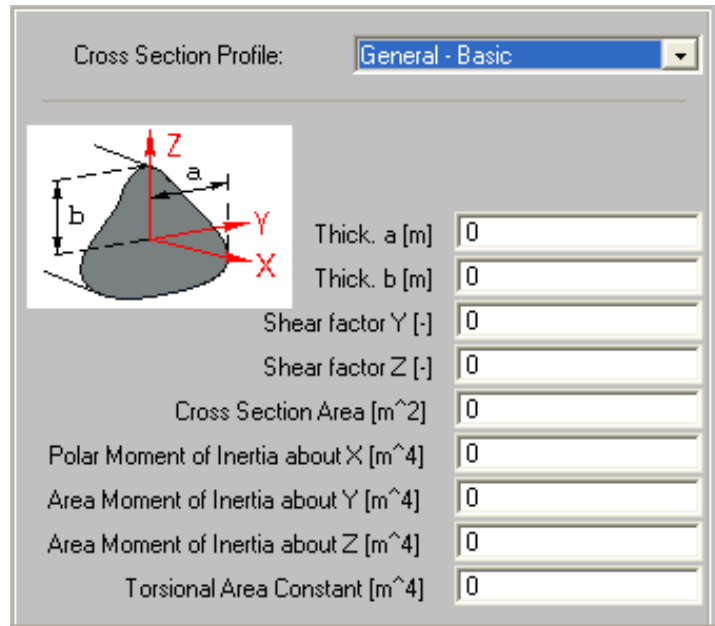 Cross Section Profile: General - Basic
Z
a
b
Y
X
Thick. a [m] 0
Thick. b [m] 0
Shear factor Y [-] 0
Shear factor Z [-] 0
Cross Section Area [m^2] 0
Polar Moment of Inertia about X [m^4] 0
Area Moment of Inertia about Y [m^4] 0
Area Moment of Inertia about Z [m^4] 0
Torsional Area Constant [m^4] 0